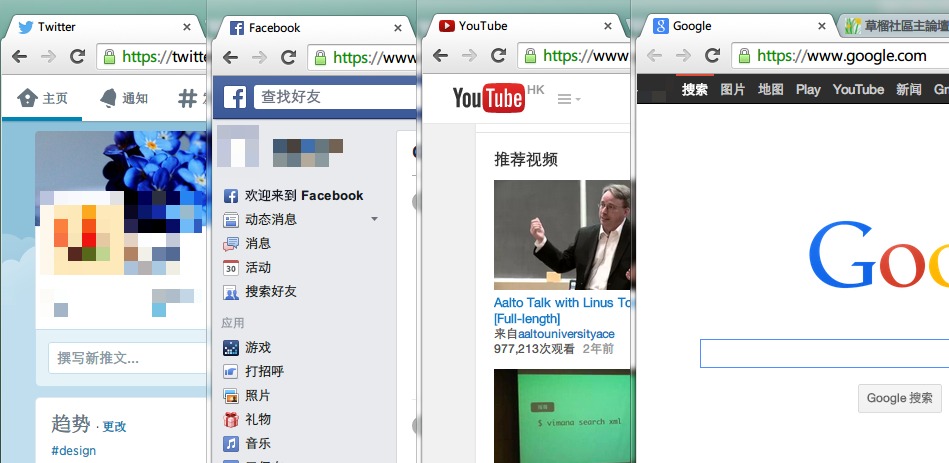 Twitter
https://twitte
主页
通知
撰写新推文...
趋势 · 更改
#design
Facebook
https://www
查找好友
欢迎来到 Facebook
动态消息
消息
30
活动
搜索好友
应用
游戏
打招呼
照片
礼物
音乐
YouTube
https://www
YouTube HK
推荐视频
Aalto Talk with Linus To
[Full-length]
来自aaltouniversityace
977,213次观看 2年前
$ vimana search xml
Google
草榴社區主論壇
https://www.google.com
搜索 图片 地图 Play YouTube 新闻 Gm
Goo
Google 搜索